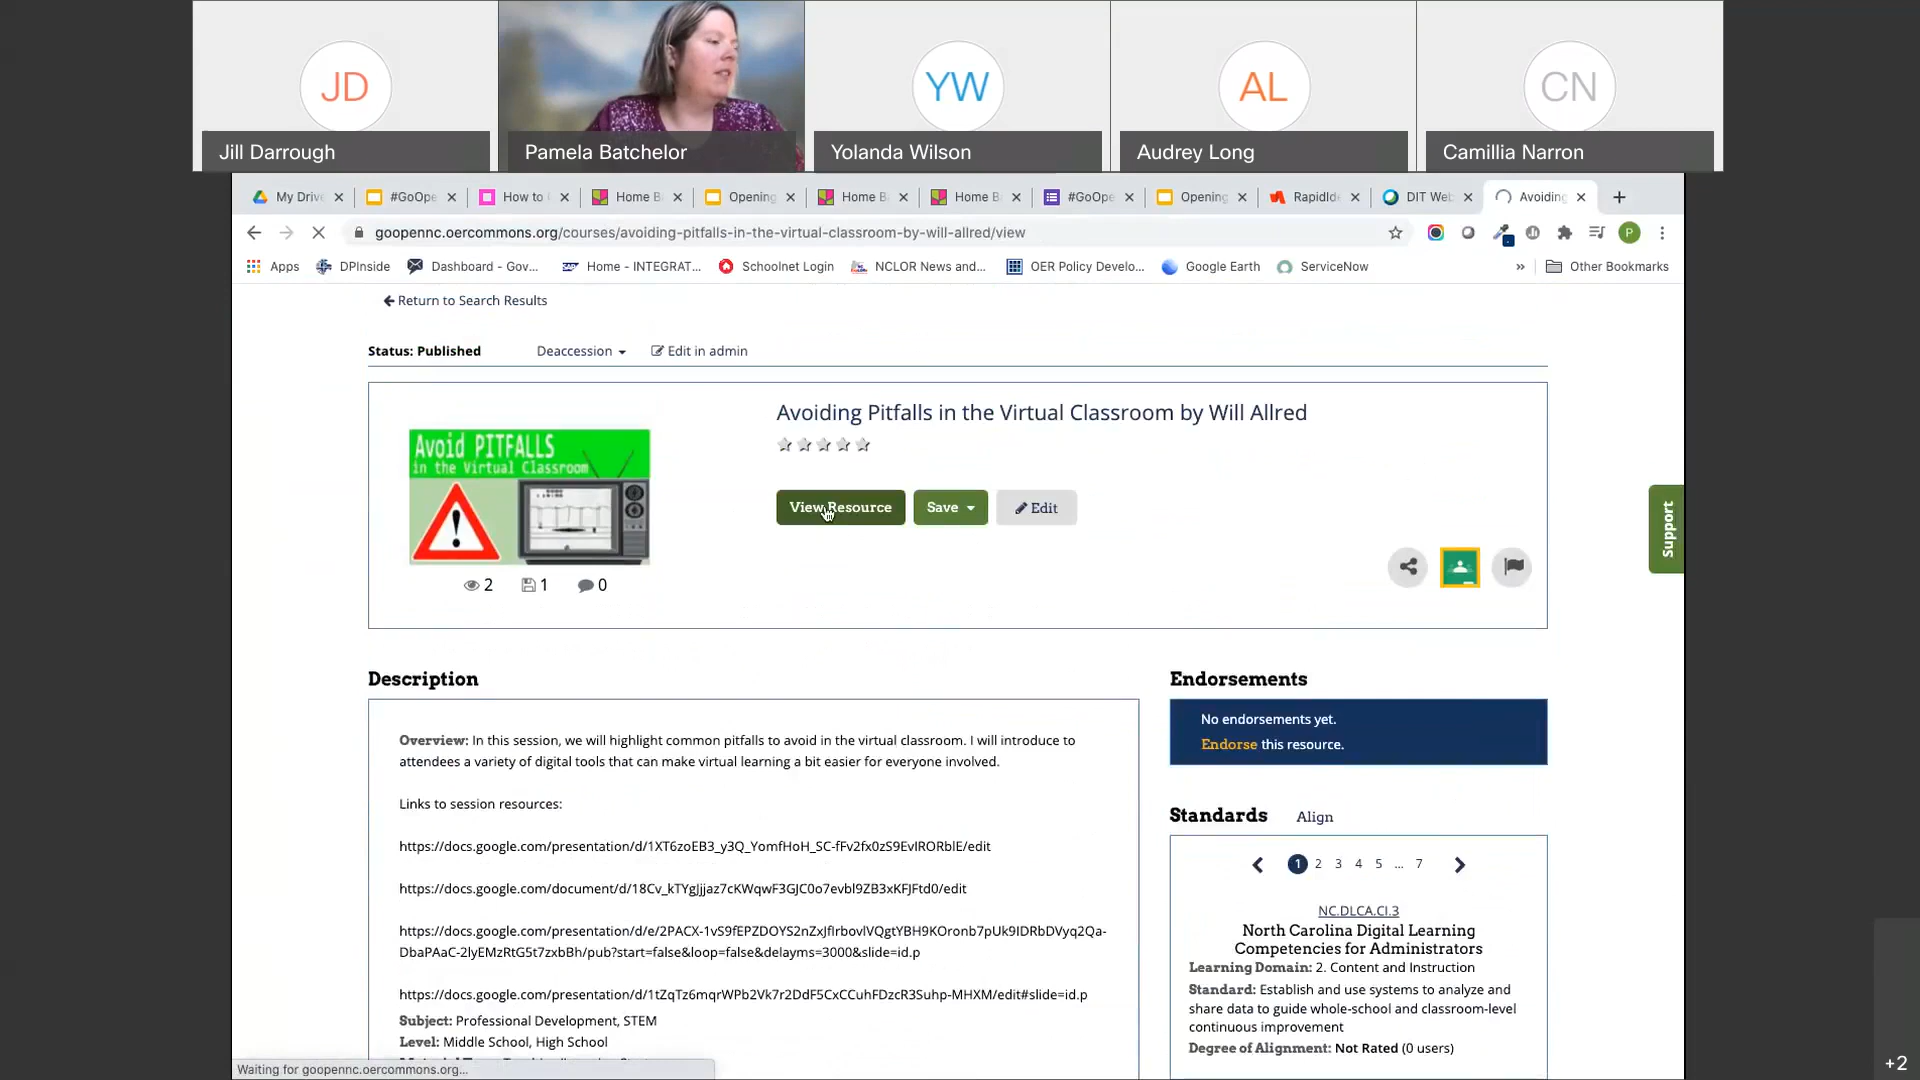 JD
YW
AL
CN
Jill Darrough
Pamela Batchelor
Yolanda Wilson
Audrey Long
Camillia Narron
My Drive
#GoOpe
How to
Home B
Opening
Home B
Home B
#GoOpe
Opening
RapidIde
DIT Web
Avoiding
goopennc.oercommons.org/courses/avoiding-pitfalls-in-the-virtual-classroom-by-will-allred/view
P
Apps
DPInside
Dashboard - Gov...
Home - INTEGRAT...
Schoolnet Login
NCLOR News and...
OER Policy Develo...
Google Earth
ServiceNow
»
Other Bookmarks
Return to Search Results
Status: Published
Deaccession
Edit in admin
Avoid PITFALLS
in the Virtual Classroom
2
1
0
Avoiding Pitfalls in the Virtual Classroom by Will Allred
View Resource
Save
Edit
Support
Description
Overview: In this session, we will highlight common pitfalls to avoid in the virtual classroom. I will introduce to
attendees a variety of digital tools that can make virtual learning a bit easier for everyone involved.
Links to session resources:
https://docs.google.com/presentation/d/1XT6zoEB3_y3Q_YomfHoH_SC-fFv2fx0zS9EvlRORblE/edit
https://docs.google.com/document/d/18Cv_kTYgJjjaz7cKWqwF3GJC0o7evbl9ZB3xKFJFtd0/edit
https://docs.google.com/presentation/d/e/2PACX-1vS9fEPZDOYS2nZxJflrbovlVQgtYBH9KOronb7pUk9IDRbDVyq2Qa-
DbaPAaC-2lyEMzRtG5t7zxbBh/pub?start=false&loop=false&delayms=3000&slide=id.p
https://docs.google.com/presentation/d/1tZqTz6mqrWPb2Vk7r2DdF5CxCCuhFDzcR3Suhp-MHXM/edit#slide=id.p
Subject: Professional Development, STEM
Level: Middle School, High School
Endorsements
No endorsements yet.
Endorse this resource.
Standards
Align
1 2 3 4 5 ... 7
NC.DLCA.CI.3
North Carolina Digital Learning
Competencies for Administrators
Learning Domain: 2. Content and Instruction
Standard: Establish and use systems to analyze and
share data to guide whole-school and classroom-level
continuous improvement
Degree of Alignment: Not Rated (0 users)
Waiting for goopennc.oercommons.org...
+2